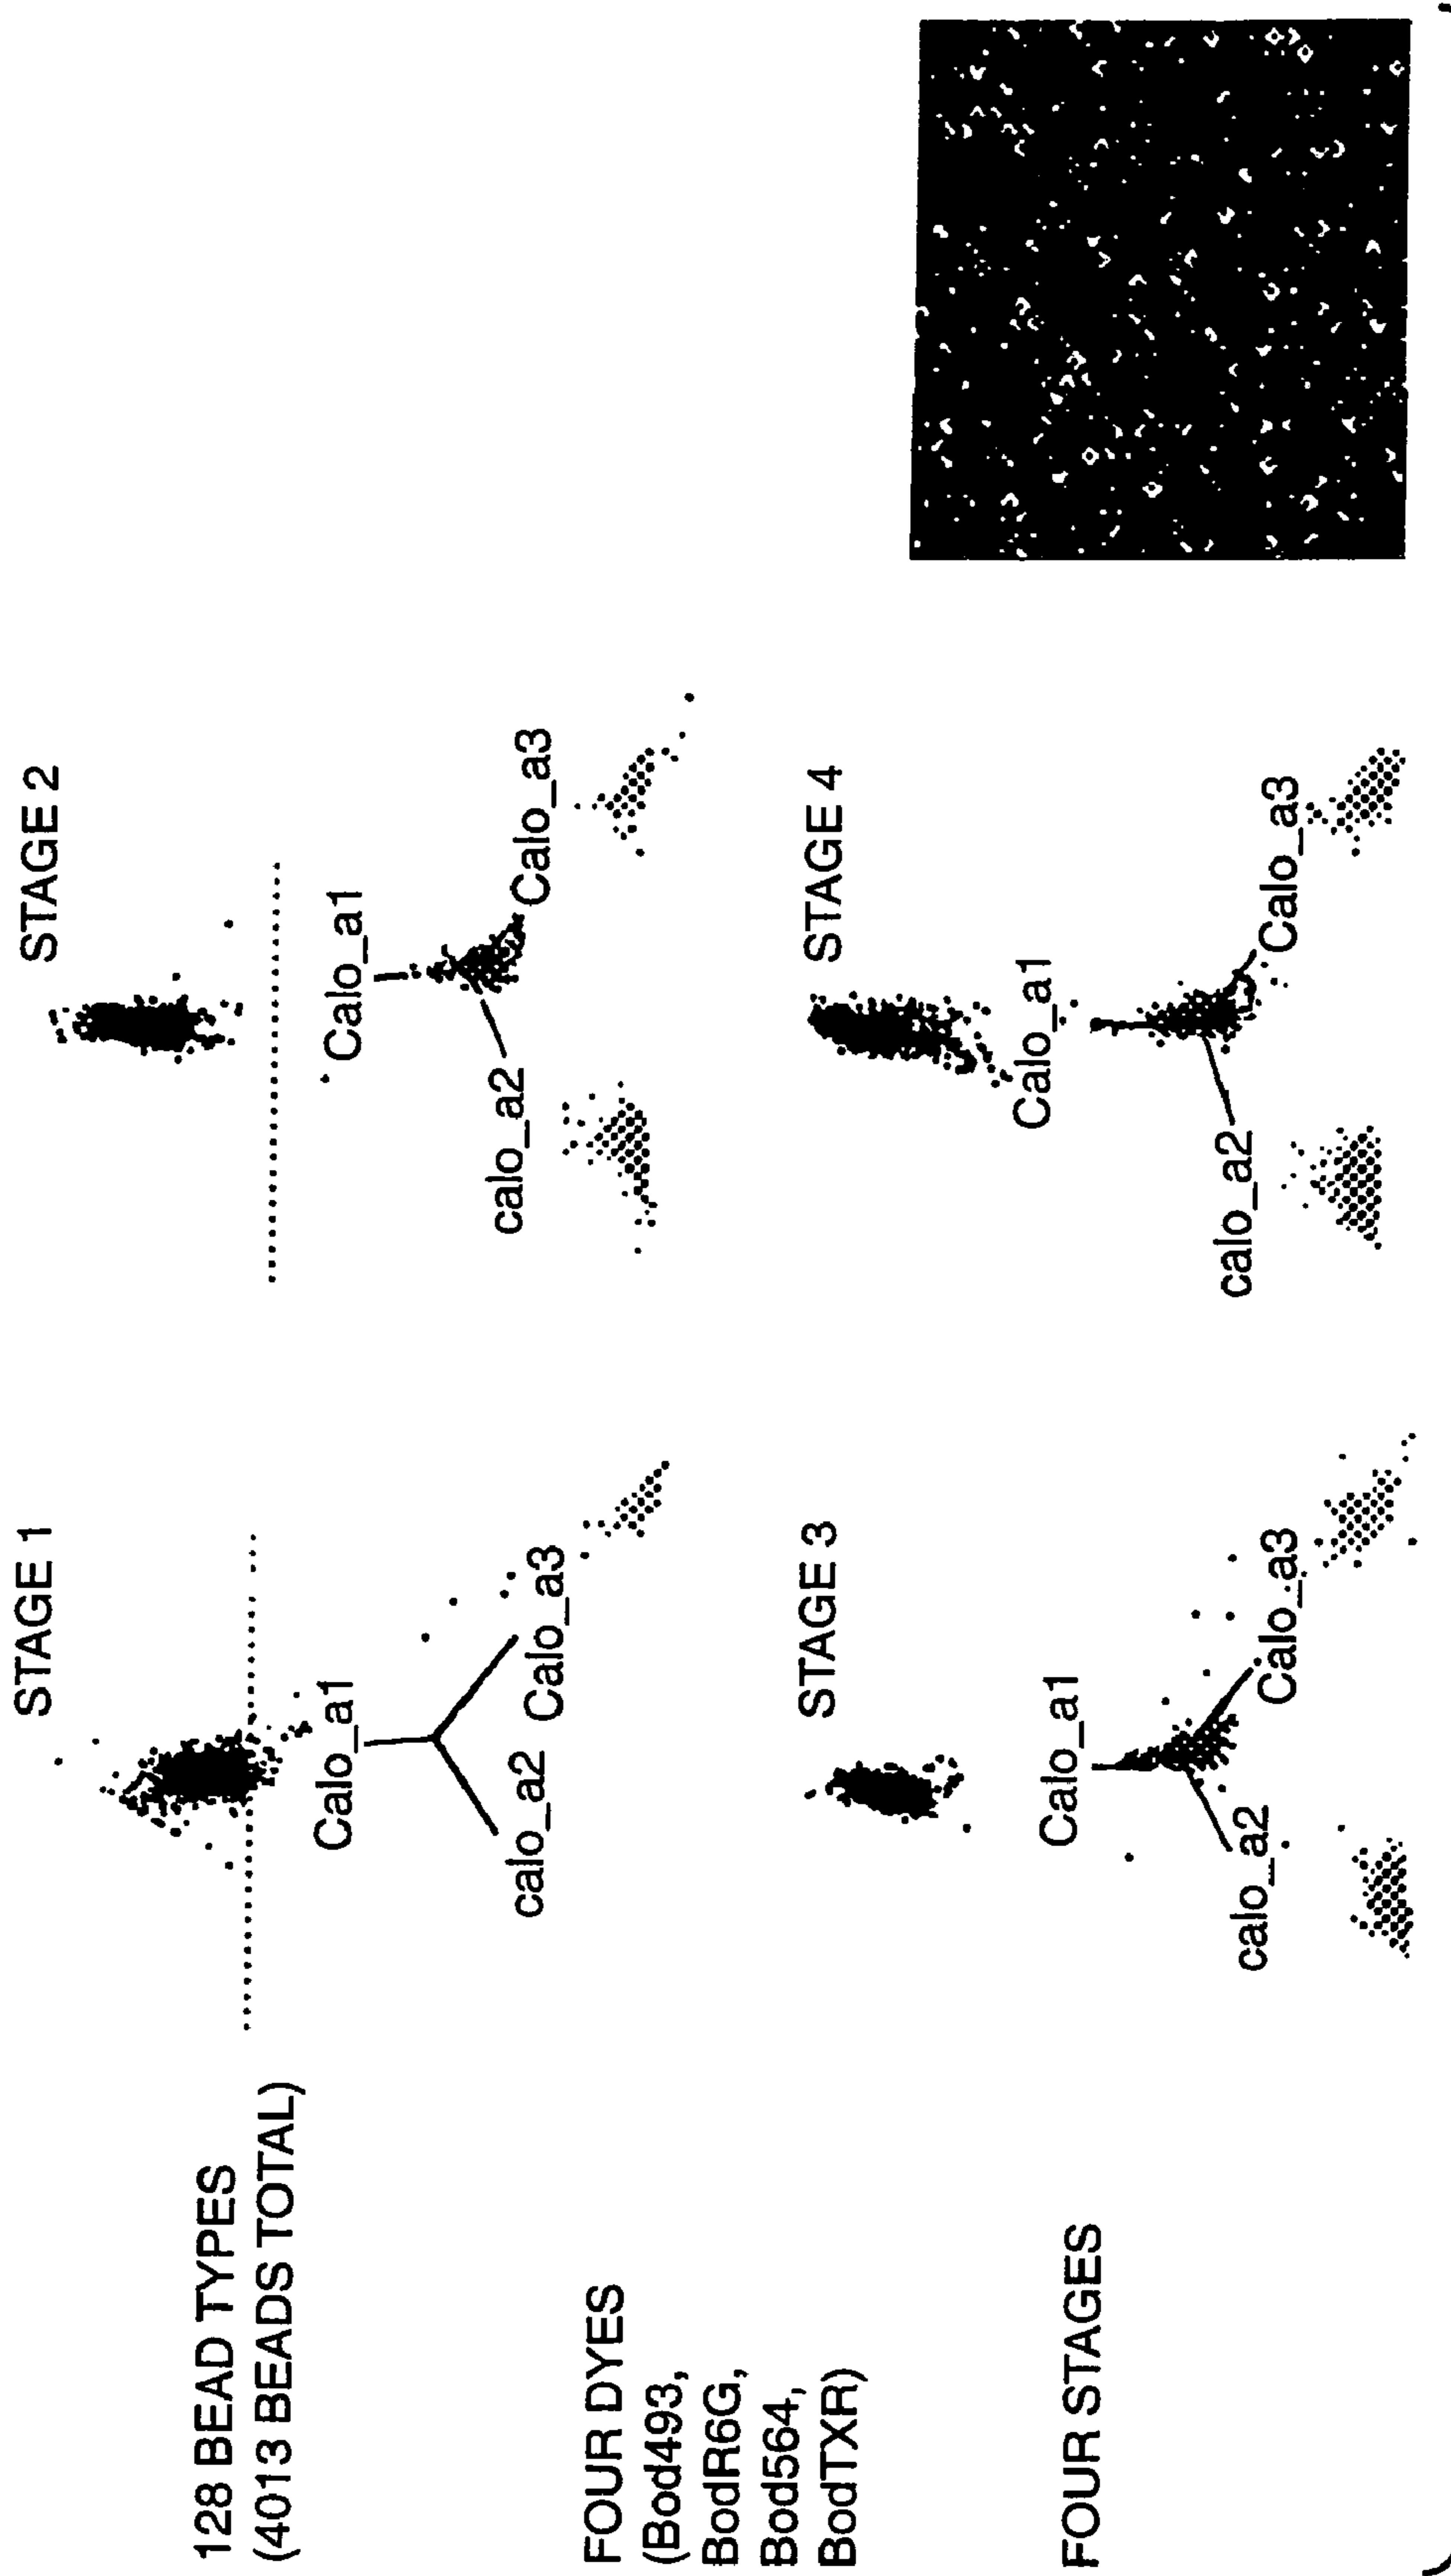 128 BEAD TYPES
(4013 BEADS TOTAL)
FOUR DYES
(Bod493,
BodR6G,
Bod564,
BodTXR)
FOUR STAGES
STAGE 1
Calo_a1
calo_a2
Calo_a3
STAGE 2
Calo_a1
calo_a2
Calo_a3
STAGE 3
Calo_a1
calo_a2
Calo_a3
STAGE 4
Calo_a1
calo_a2
Calo_a3